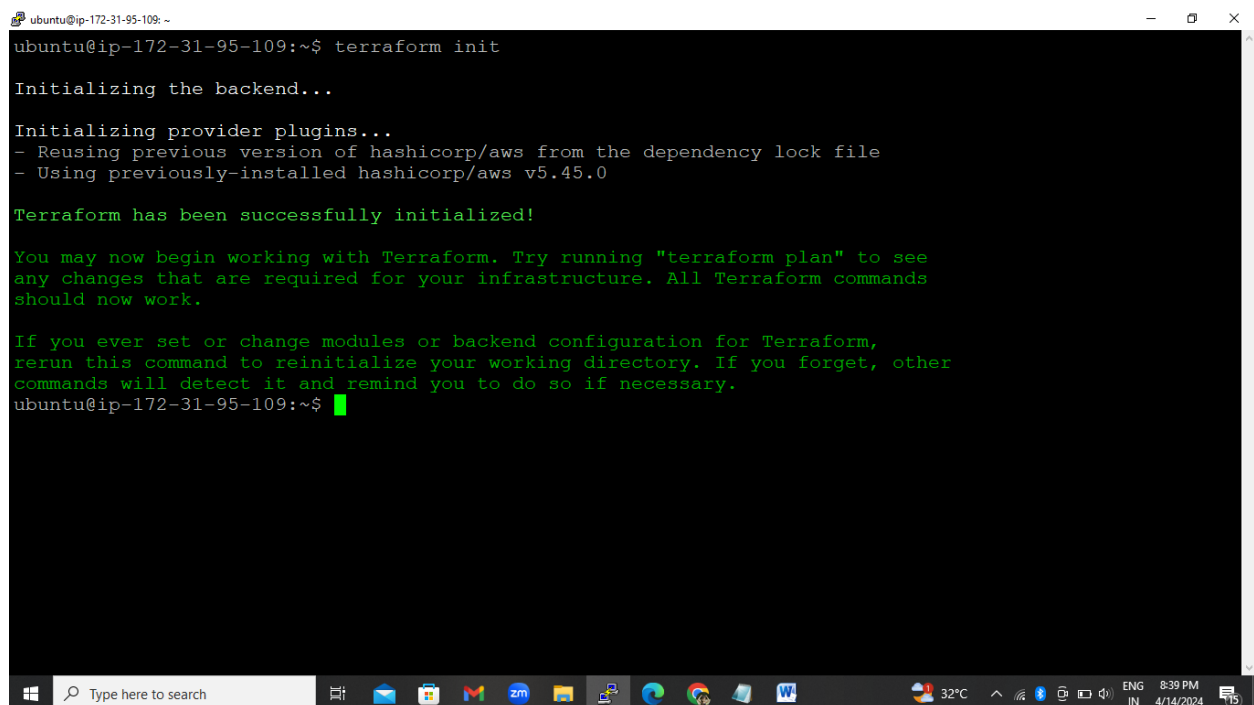 ubuntu@ip-172-31-95-109: ~
ubuntu@ip-172-31-95-109:~$ terraform init
Initializing the backend...
Initializing provider plugins...
- Reusing previous version of hashicorp/aws from the dependency lock file
- Using previously-installed hashicorp/aws v5.45.0
Terraform has been successfully initialized!
You may now begin working with Terraform. Try running "terraform plan" to see
any changes that are required for your infrastructure. All Terraform commands
should now work.
If you ever set or change modules or backend configuration for Terraform,
rerun this command to reinitialize your working directory. If you forget, other
commands will detect it and remind you to do so if necessary.
ubuntu@ip-172-31-95-109:~$
Type here to search
zm
W
1
32°C
ENG
IN
8:39 PM
4/14/2024
15